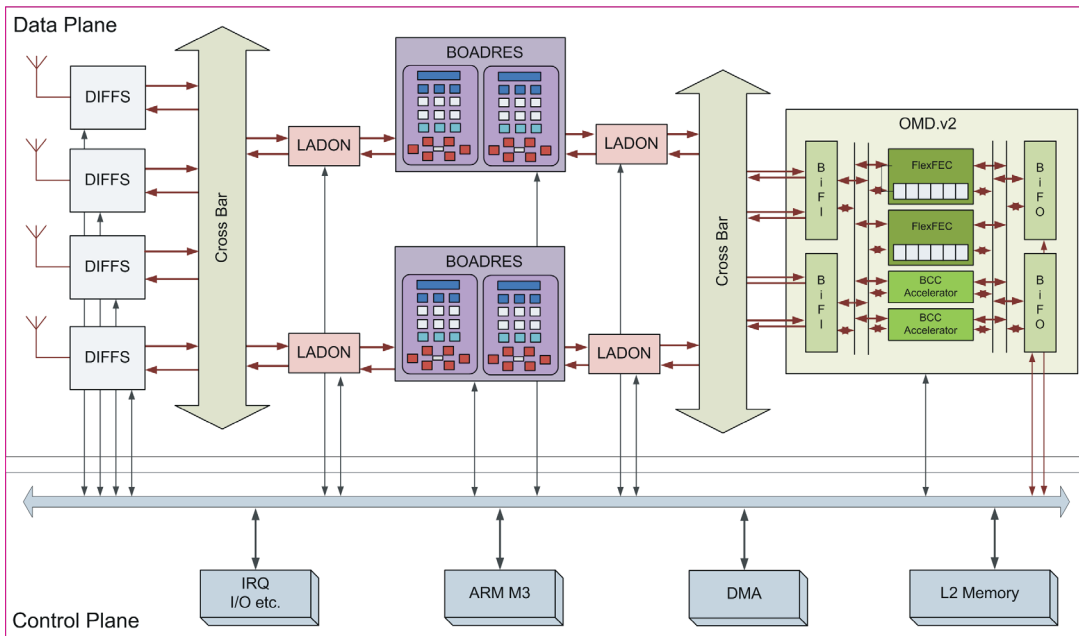 Data Plane
DIFFS
DIFFS
DIFFS
DIFFS
Cross Bar
LADON
LADON
BOADRES
BOADRES
LADON
LADON
Cross Bar
OMD.v2
B
i
F
I
B
i
F
I
FlexFEC
FlexFEC
BCC
Accelerator
BCC
Accelerator
B
i
F
O
B
i
F
O
IRQ
I/O etc.
ARM M3
DMA
L2 Memory
Control Plane